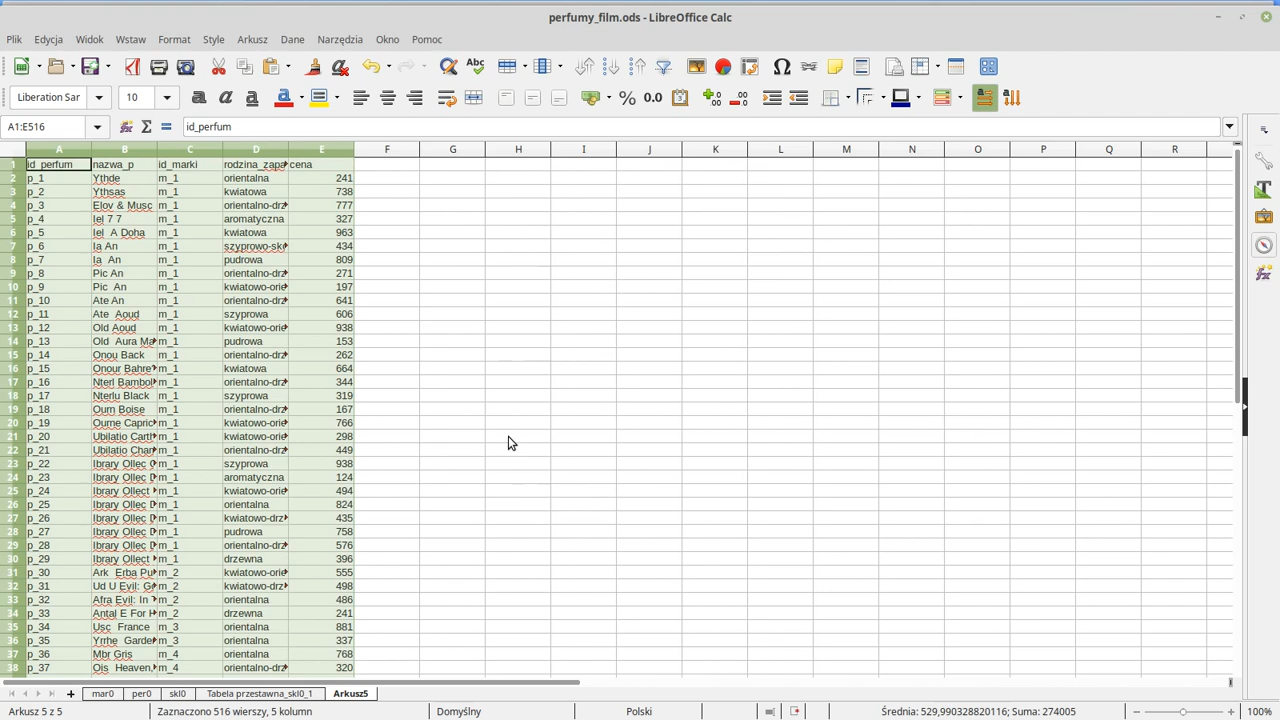 perfumy_film.ods - LibreOffice Calc
Plik Edycja Widok Wstaw Format Style Arkusz Dane Narzędzia Okno Pomoc
Liberation Sar 10
A1:E516 id_perfum
A B C D E F G H I J K L M N O P Q R
1 id_perfum nazwa_p id_marki rodzina_zapa cena
2 p_1 Ythde m_1 orientalna 241
3 p_2 Ythsas m_1 kwiatowa 738
4 p_3 Elov & Musc m_1 orientalno-drz 777
5 p_4 Iel 7 7 m_1 aromatyczna 327
6 p_5 Iel A Doha m_1 kwiatowa 963
7 p_6 Ia An m_1 szyprowo-skó 434
8 p_7 Ia An m_1 pudrowa 809
9 p_8 Pic An m_1 orientalno-drz 271
10 p_9 Pic An m_1 kwiatowo-orie 197
11 p_10 Ate An m_1 orientalno-drz 641
12 p_11 Ate Aoud m_1 szyprowa 606
13 p_12 Old Aoud m_1 kwiatowo-orie 938
14 p_13 Old Aura Ma m_1 pudrowa 153
15 p_14 Onou Back m_1 orientalno-drz 262
16 p_15 Onour Bahre m_1 kwiatowa 664
17 p_16 Nterl Bambol m_1 orientalno-drz 344
18 p_17 Nterlu Black m_1 szyprowa 319
19 p_18 Oum Boise m_1 orientalno-drz 167
20 p_19 Ourne Capric m_1 kwiatowo-orie 766
21 p_20 Ubilatio Carth m_1 kwiatowo-orie 298
22 p_21 Ubilatio Char m_1 orientalno-drz 449
23 p_22 Ibrary Ollec m_1 szyprowa 938
24 p_23 Ibrary Ollec D m_1 aromatyczna 124
25 p_24 Ibrary Ollect m_1 kwiatowo-orie 494
26 p_25 Ibrary Ollec D m_1 orientalna 824
27 p_26 Ibrary Ollec D m_1 kwiatowo-drz 435
28 p_27 Ibrary Ollec D m_1 pudrowa 758
29 p_28 Ibrary Ollec D m_1 orientalno-drz 576
30 p_29 Ibrary Ollect m_1 drzewna 396
31 p_30 Ark Erba Pu m_2 kwiatowo-orie 555
32 p_31 Ud U Evil: G m_2 kwiatowo-drz 498
33 p_32 Afra Evil: In m_2 orientalna 486
34 p_33 Antal E For H m_2 drzewna 241
35 p_34 Usc France m_3 orientalna 881
36 p_35 Yrrhe Garde m_3 orientalna 337
37 p_36 Mbr Gris m_4 orientalna 768
38 p_37 Ois Heaven, m_4 orientalno-drz 320
mar0 per0 skl0 Tabela przestawna_skl0_1 Arkusz5
Arkusz 5 z 5 Zaznaczono 516 wierszy, 5 kolumn Domyślny Polski Średnia: 529,990328820116; Suma: 274005 100%